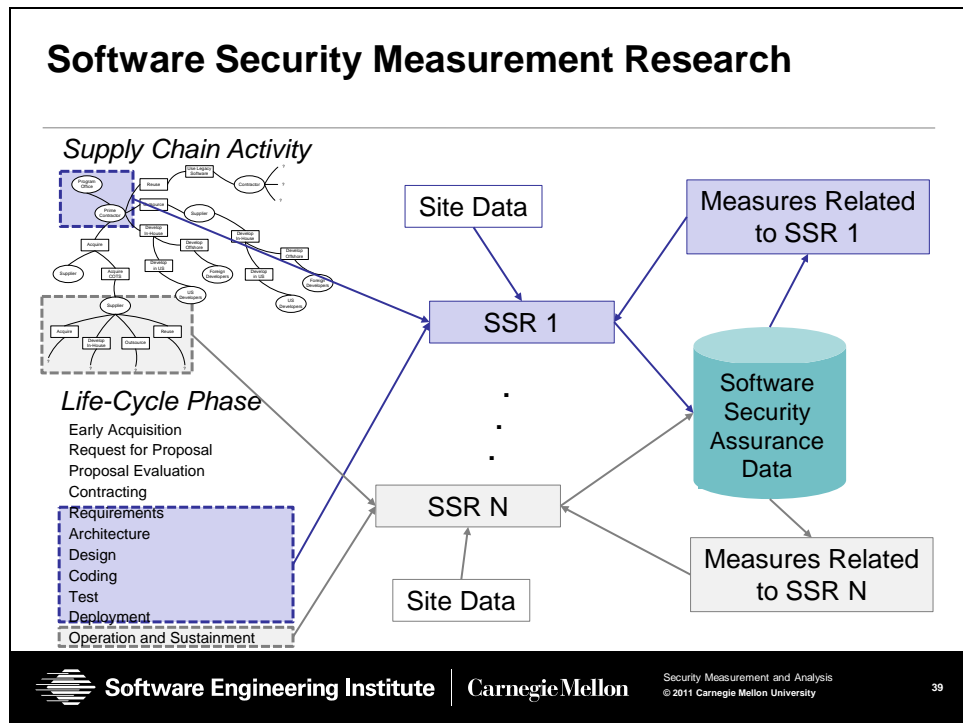 Software Security Measurement Research
Supply Chain Activity
Program
Office
Prime
Contractor
Reuse
Use Legacy
Software
Contractor
?
?
?
Supplier
Develop
In-House
Develop
Offshore
Develop
In-House
Develop
Offshore
Acquire
Supplier
Acquire
COTS
Develop
in US
Foreign
Developers
Develop
in US
Foreign
Developers
US
Developers
US
Developers
Supplier
Acquire
Develop
In-House
Outsource
Reuse
?
?
?
?
Site Data
Measures Related
to SSR 1
SSR 1
.
.
.
Software
Security
Assurance
Data
SSR N
Site Data
Measures Related
to SSR N
Life-Cycle Phase
Early Acquisition
Request for Proposal
Proposal Evaluation
Contracting
Requirements
Architecture
Design
Coding
Test
Deployment
Operation and Sustainment
Software Engineering Institute
Carnegie Mellon
Security Measurement and Analysis
© 2011 Carnegie Mellon University
39